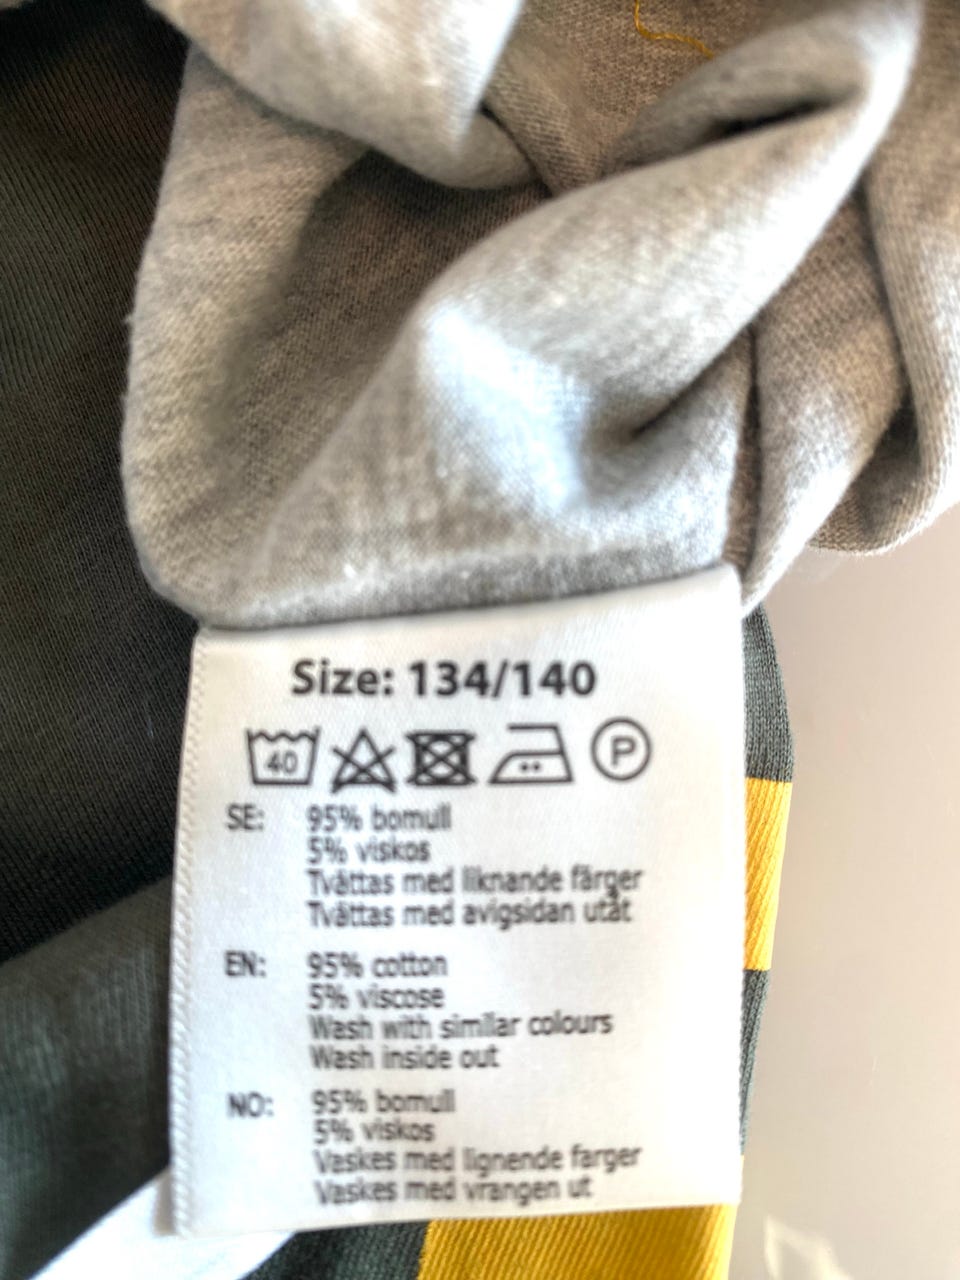 Size: 134/140
40 P
SE: 95% bomull
5% viskos
Tvättas med liknande färger
Tvättas med avigsidan utåt
EN: 95% cotton
5% viscose
Wash with similar colours
Wash inside out
NO: 95% bomull
5% viskos
Vaskes med lignende farger
Vaskes med vrangen ut